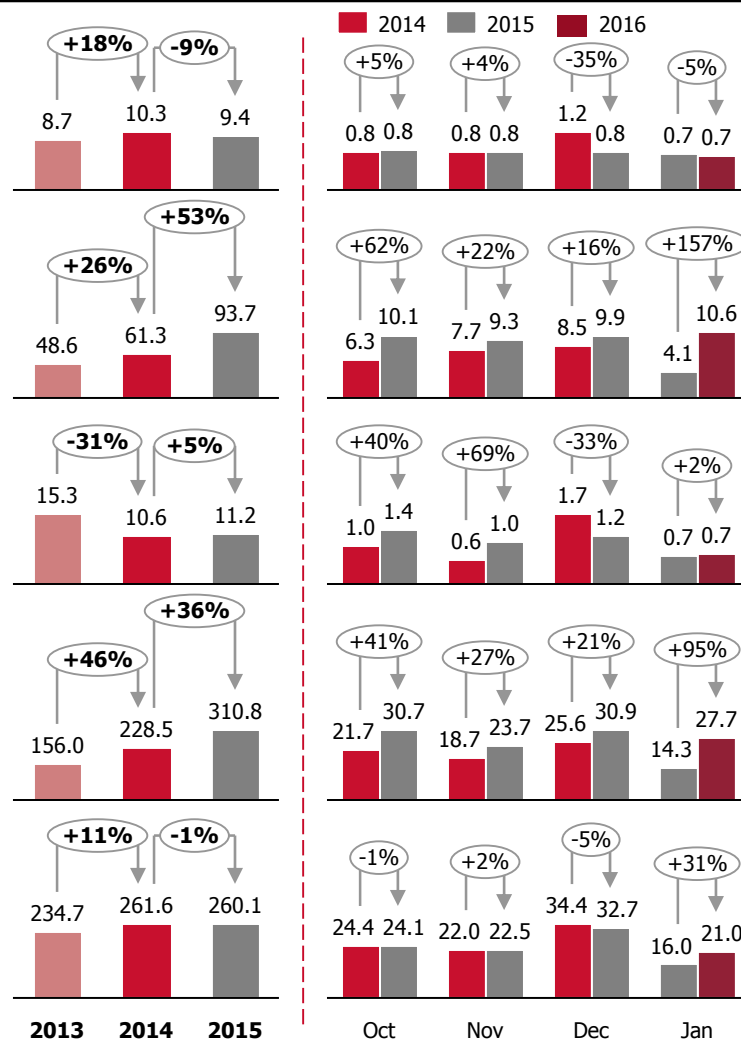 2014 2015 2016
+18% -9% +5% +4% -35% -5%
8.7 10.3 9.4 0.8 0.8 0.8 0.8 1.2 0.8 0.7 0.7
+53%
+26% +62% +22% +16% +157%
48.6 61.3 93.7 6.3 10.1 7.7 9.3 8.5 9.9 4.1 10.6
-31% +5% +40% +69% -33% +2%
15.3 10.6 11.2 1.0 1.4 0.6 1.0 1.7 1.2 0.7 0.7
+36%
+46% +41% +27% +21% +95%
156.0 228.5 310.8 21.7 30.7 18.7 23.7 25.6 30.9 14.3 27.7
+11% -1% -1% +2% -5% +31%
234.7 261.6 260.1 24.4 24.1 22.0 22.5 34.4 32.7 16.0 21.0
2013 2014 2015 Oct Nov Dec Jan